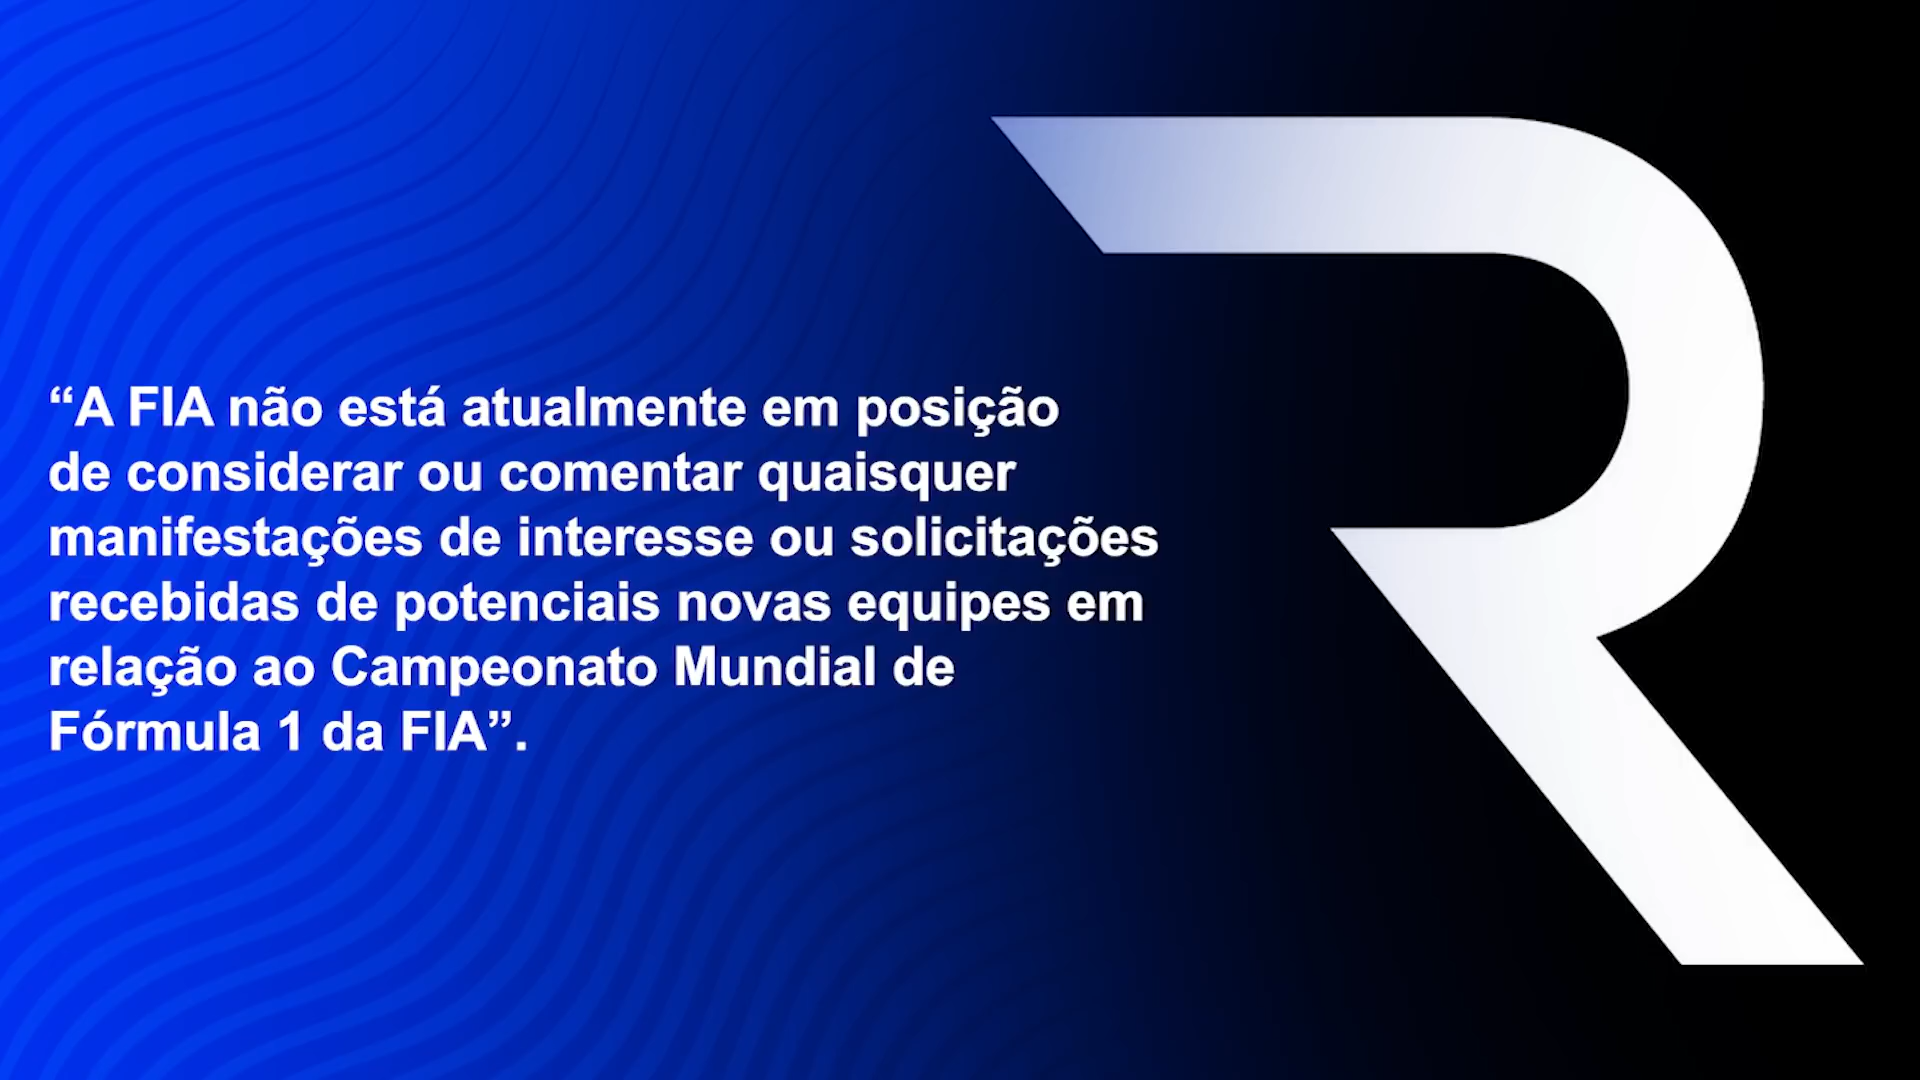 “A FIA não está atualmente em posição
de considerar ou comentar quaisquer
manifestações de interesse ou solicitações
recebidas de potenciais novas equipes em
relação ao Campeonato Mundial de
Fórmula 1 da FIA”.
R